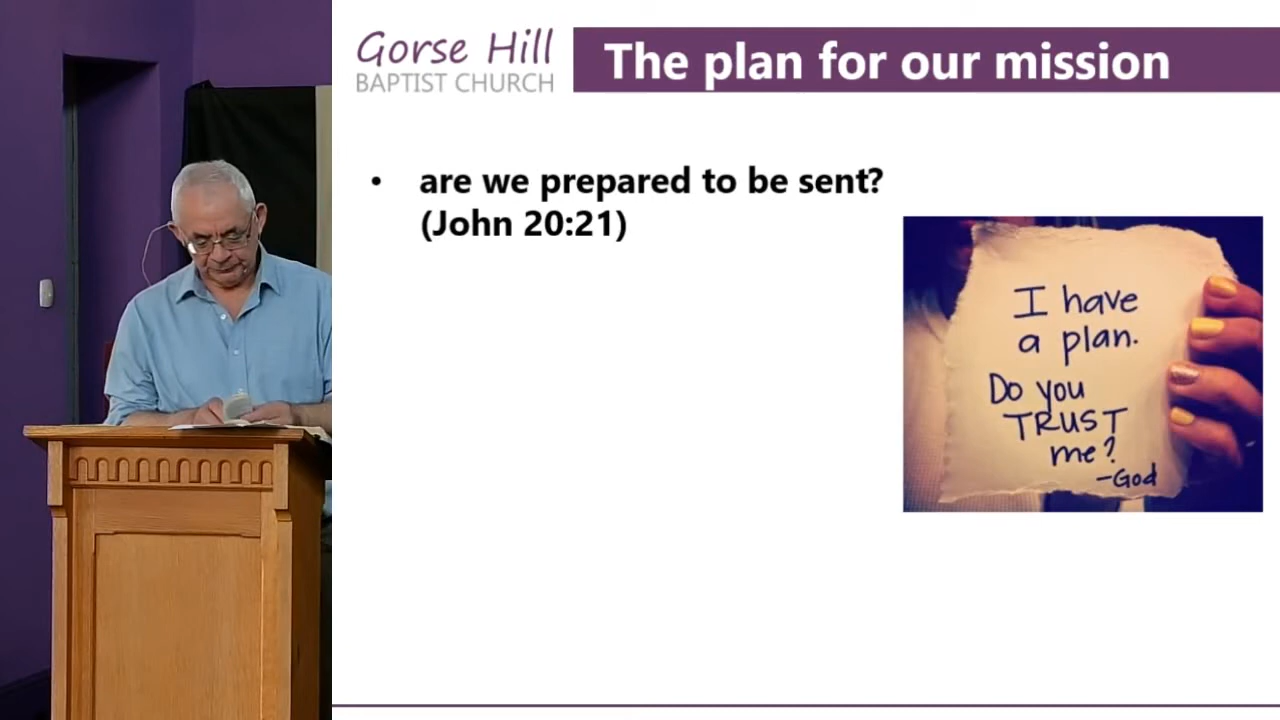 Gorse Hill
BAPTIST CHURCH
The plan for our mission
• are we prepared to be sent?
(John 20:21)
I have
a plan.
Do you
TRUST
me?
-God